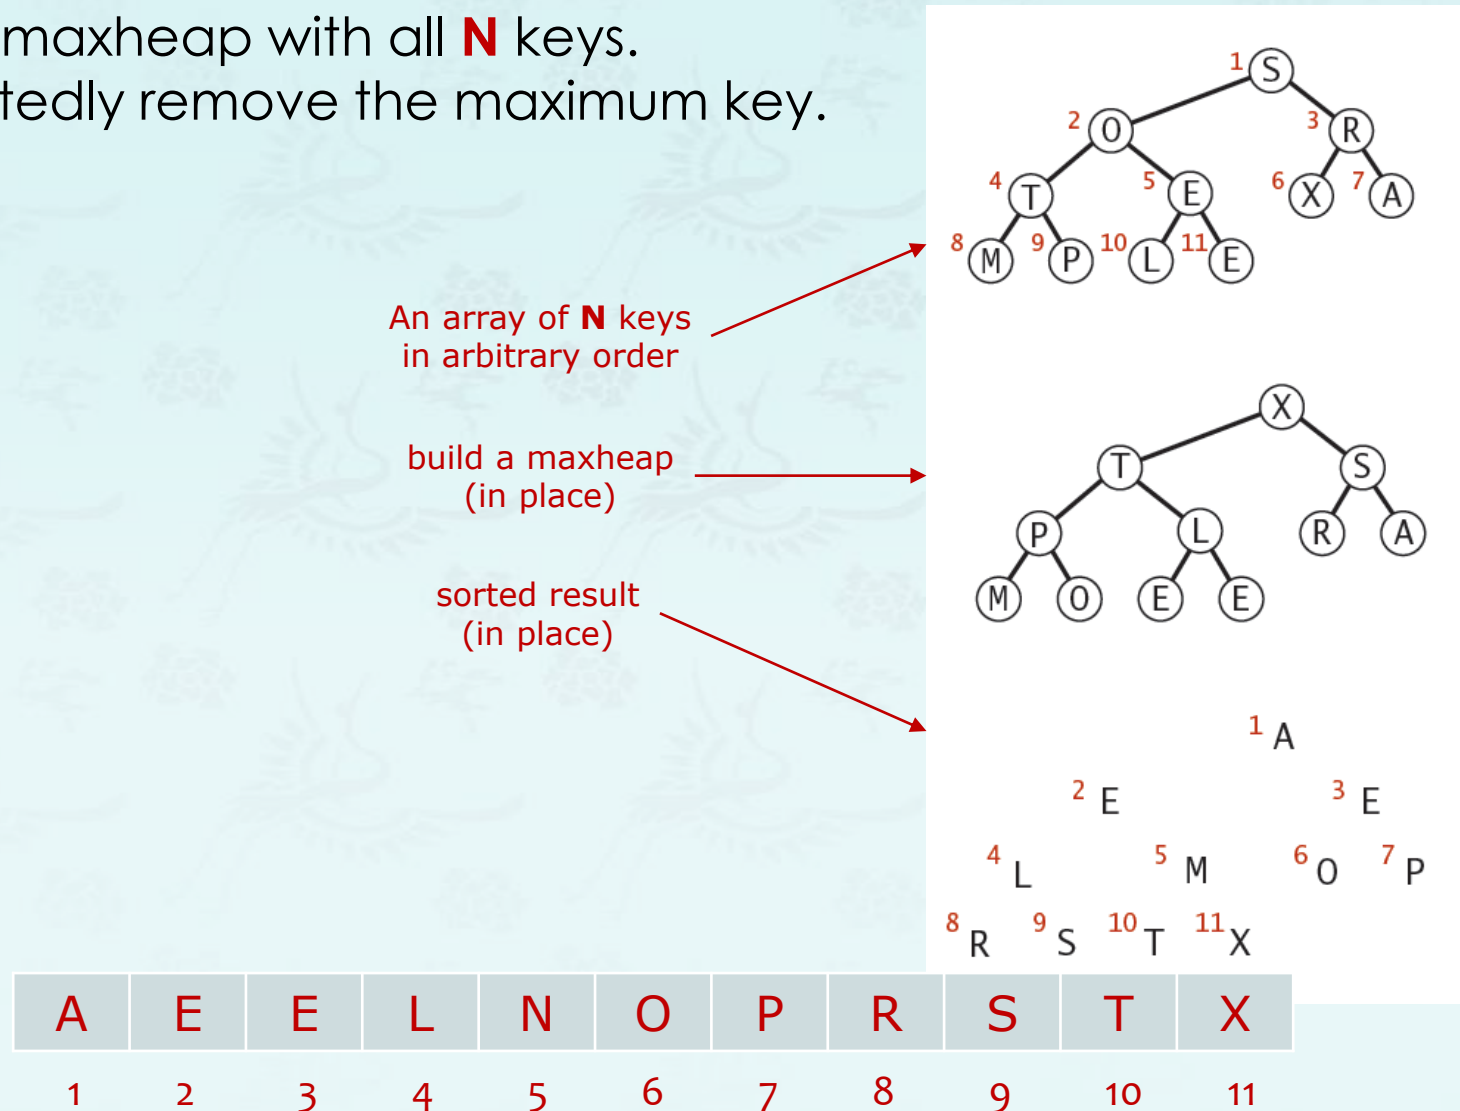 maxheap with all N keys.
tedly remove the maximum key.
1 S
2 O 3 R
4 T 5 E 6 X 7 A
8 M 9 P 10 L 11 E
An array of N keys
in arbitrary order
X
T S
P L R A
M O E E
build a maxheap
(in place)
sorted result
(in place)
1 A
2 E 3 E
4 L 5 M 6 O 7 P
8 R 9 S 10 T 11 X
A E E L N O P R S T X
1 2 3 4 5 6 7 8 9 10 11